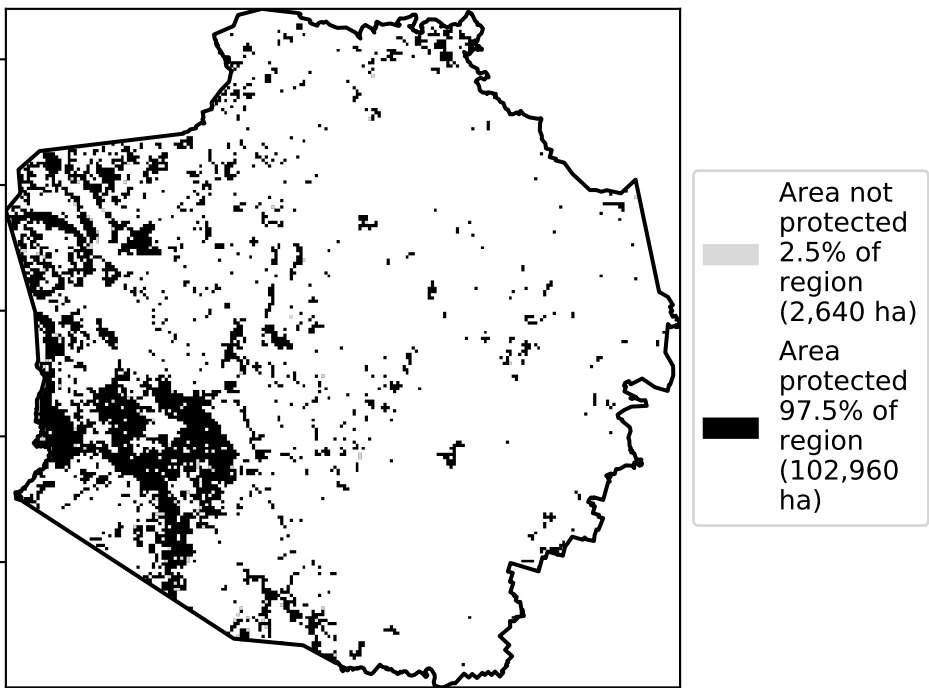 Area not
protected
2.5% of
region
(2,640 ha)
Area
protected
97.5% of
region
(102,960
ha)